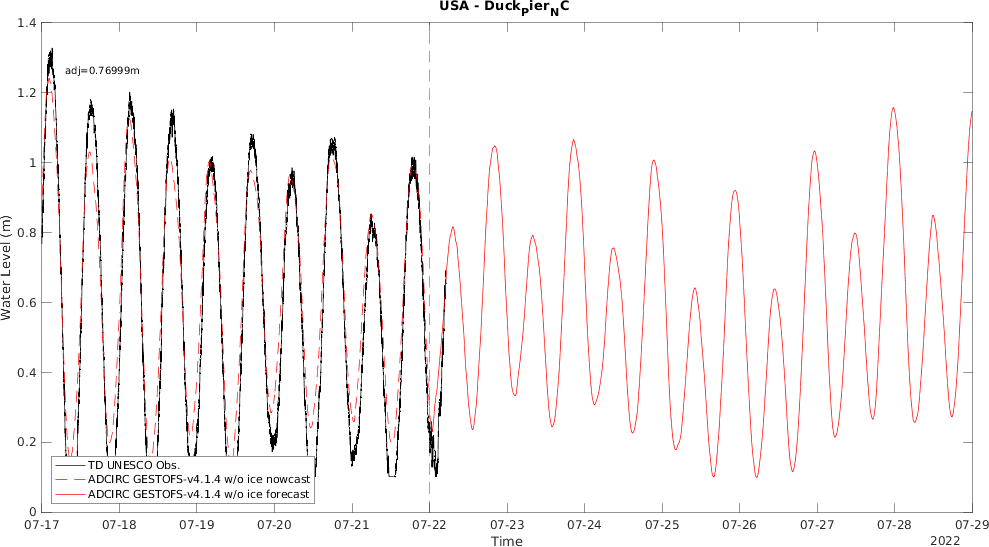 USA - DuckPierNC
adj=0.76999m
1.4
1.2
1
0.8
0.6
0.4
0.2
0
Water Level (m)
TD UNESCO Obs.
ADCIRC GESTOFS-v4.1.4 w/o ice nowcast
ADCIRC GESTOFS-v4.1.4 w/o ice forecast
07-17 07-18 07-19 07-20 07-21 07-22 07-23 07-24 07-25 07-26 07-27 07-28 07-29
Time
2022